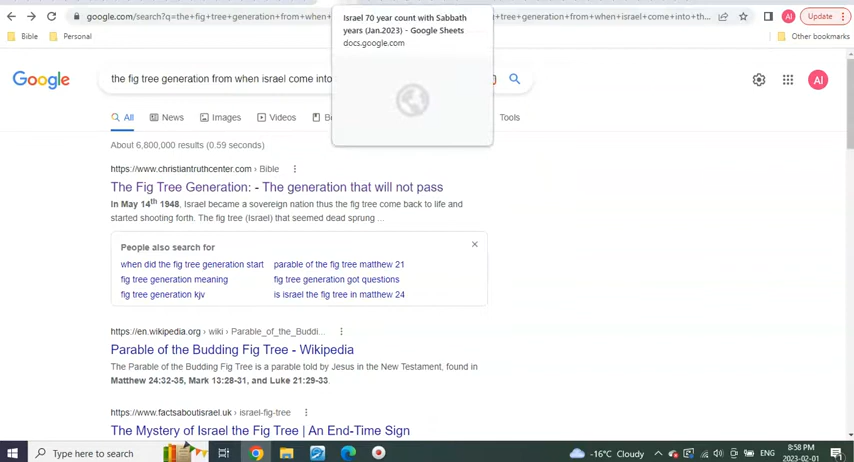 google.com/search?q=the+fig+tree+generation+from+when+
tree+generation+from+when+israel+come+into+th...
AI
Update
Bible
Personal
Other bookmarks
Israel 70 year count with Sabbath
years (Jan.2023) - Google Sheets
docs.google.com
Google
the fig tree generation from when israel come into
AI
All
News
Images
Videos
Tools
About 6,800,000 results (0.59 seconds)
https://www.christiantruthcenter.com › Bible
The Fig Tree Generation: - The generation that will not pass
In May 14th 1948, Israel became a sovereign nation thus the fig tree come back to life and
started shooting forth. The fig tree (Israel) that seemed dead sprung ...
People also search for
when did the fig tree generation start
parable of the fig tree matthew 21
fig tree generation meaning
fig tree generation got questions
fig tree generation kjv
is israel the fig tree in matthew 24
https://en.wikipedia.org › wiki › Parable_of_the_Buddi...
Parable of the Budding Fig Tree - Wikipedia
The Parable of the Budding Fig Tree is a parable told by Jesus in the New Testament, found in
Matthew 24:32-35, Mark 13:28-31, and Luke 21:29-33.
https://www.factsaboutisrael.uk › israel-fig-tree
The Mystery of Israel the Fig Tree | An End-Time Sign
Type here to search
-16°C Cloudy
ENG
8:58 PM
2023-02-01